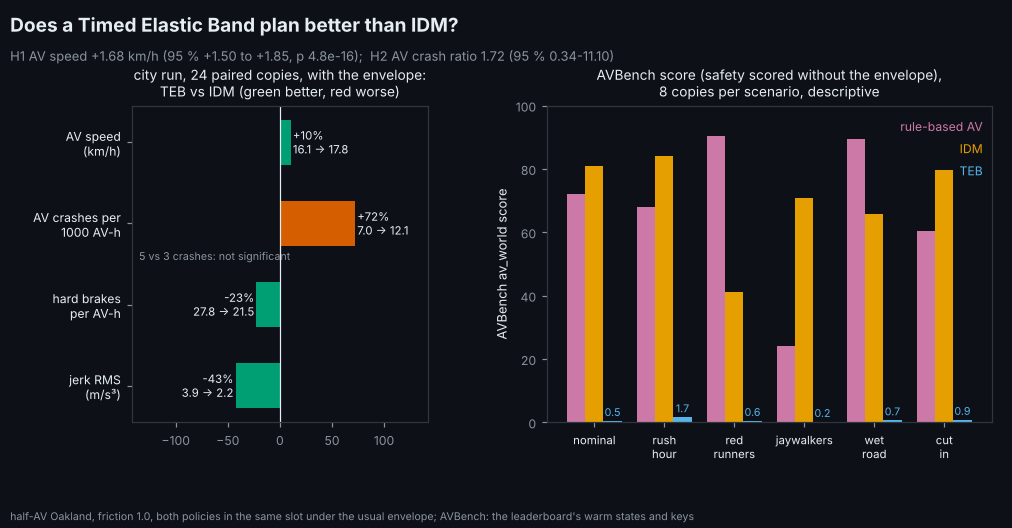 Does a Timed Elastic Band plan better than IDM?
H1 AV speed +1.68 km/h (95 % +1.50 to +1.85, p 4.8e-16);  H2 AV crash ratio 1.72 (95 % 0.34-11.10)
city run, 24 paired copies, with the envelope:
TEB vs IDM (green better, red worse)
AV speed
(km/h)
+10%
16.1 → 17.8
AV crashes per
1000 AV-h
+72%
7.0 → 12.1
5 vs 3 crashes: not significant
hard brakes
per AV-h
-23%
27.8 → 21.5
jerk RMS
(m/s³)
-43%
3.9 → 2.2
−100
−50
0
50
100
AVBench score (safety scored without the envelope),
8 copies per scenario, descriptive
AVBench av_world score
100
80
60
40
20
0
rule-based AV
IDM
TEB
0.5
1.7
0.6
0.2
0.7
0.9
nominal
rush
hour
red
runners
jaywalkers
wet
road
cut
in
half-AV Oakland, friction 1.0, both policies in the same slot under the usual envelope; AVBench: the leaderboard's warm states and keys